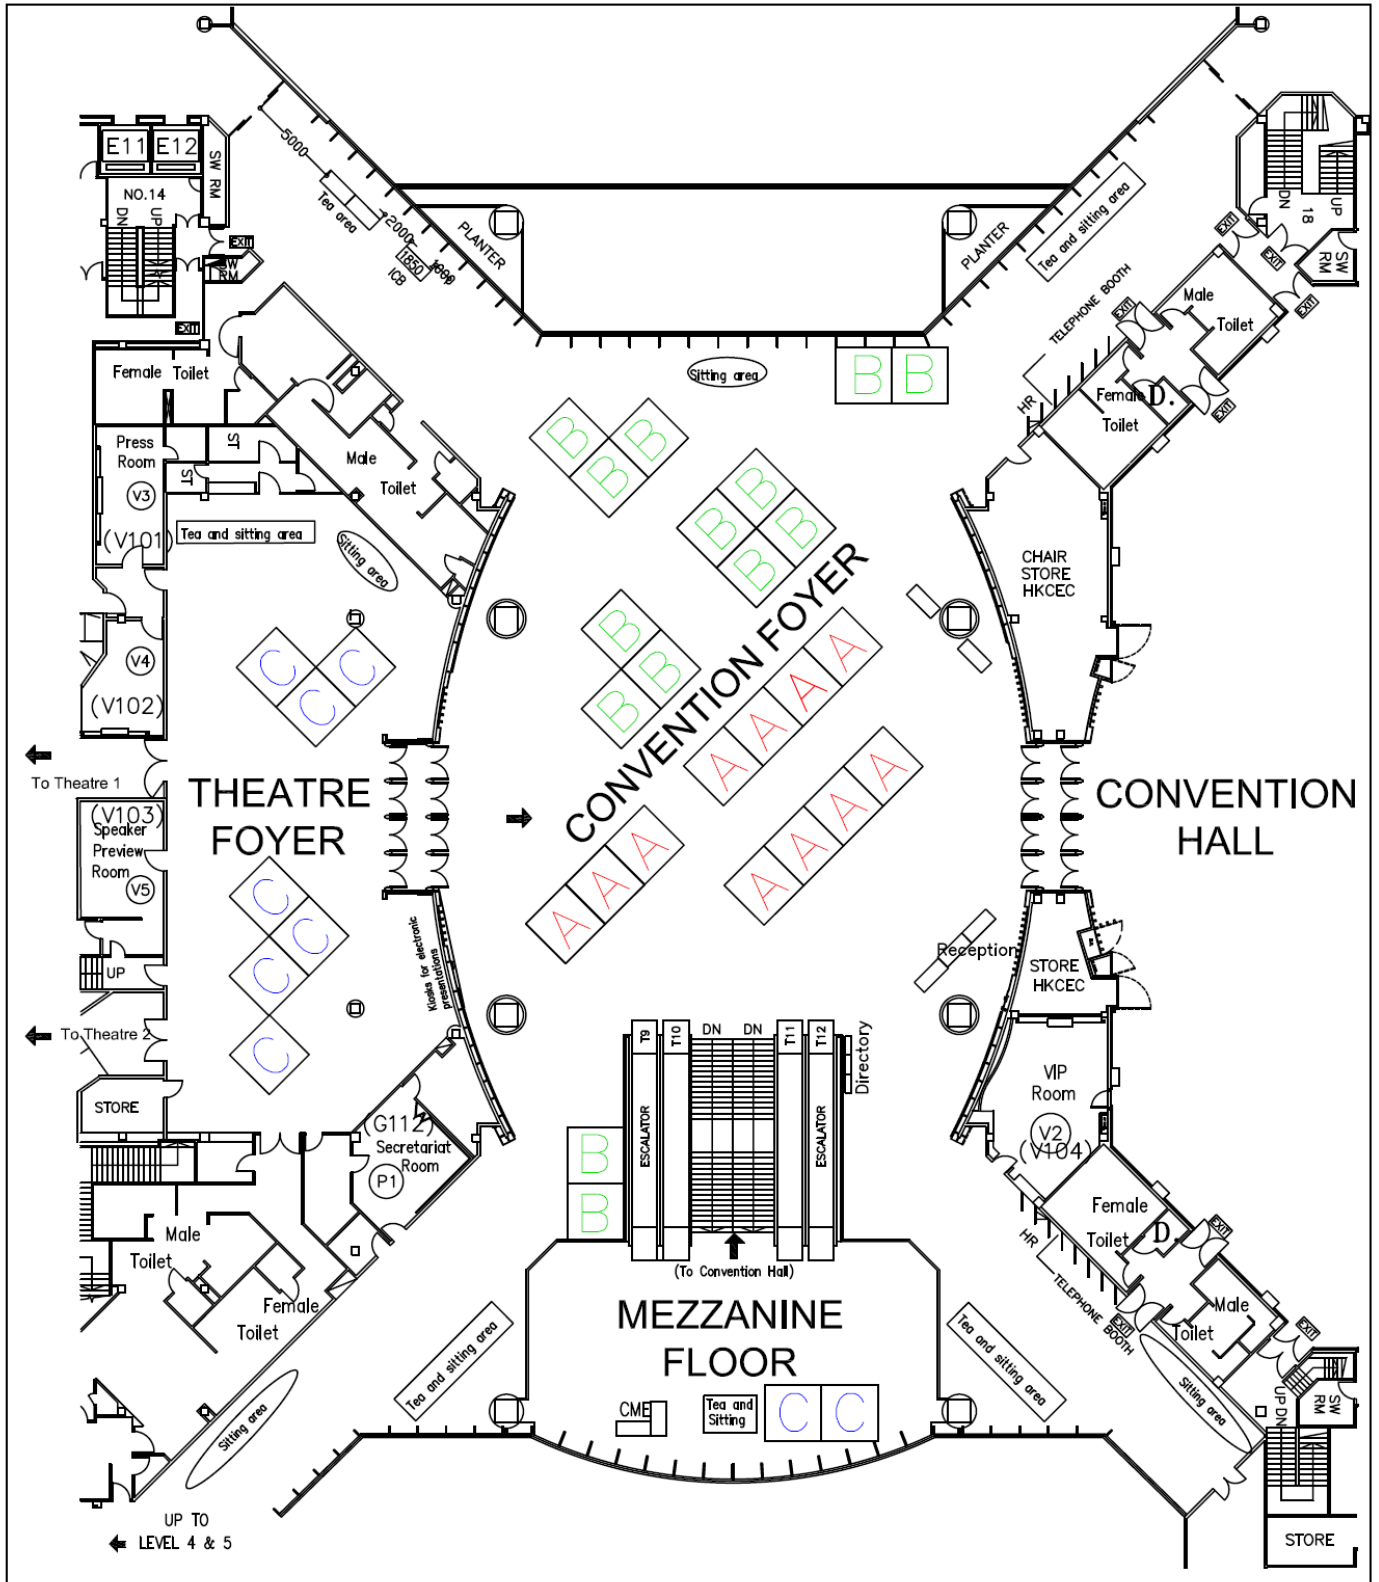 E11
E12
SW RM
NO.14
DN
UP
EXIT
SW
RM
EXIT
5000
Tea area
2000
1850
1800
ICB
PLANTER
PLANTER
Tea and sitting area
DN
UP
18
EXIT
EXIT
SW
RM
EXIT
TELEPHONE BOOTH
EXIT
Male
Toilet
Female
Toilet
D.
EXIT
HR
Sitting area
B B
Female Toilet
Press
Room
V3
(V101)
ST
ST
Male
Toilet
Tea and sitting area
Sitting area
B B B
B B B B
B B B
CHAIR
STORE
HKCEC
V4
(V102)
C C C
To Theatre 1
THEATRE
FOYER
CONVENTION FOYER
CONVENTION
HALL
A A A A
A A A A
A A A
(V103)
Speaker
Preview
Room
V5
UP
C C C C
Kiosks for electronic
presentations
Reception
STORE
HKCEC
To Theatre 2
STORE
T9
T10
DN
DN
T11
T12
ESCALATOR
ESCALATOR
Directory
VIP
Room
V2
(V104)
(G112)
Secretariat
Room
P1
B
B
Male
Toilet
Female
Toilet
Female
Toilet
D.
EXIT
HR
TELEPHONE BOOTH
EXIT
Male
Toilet
EXIT
(To Convention Hall)
MEZZANINE
FLOOR
Tea and sitting area
Tea and sitting area
Sitting area
Sitting area
CME
Tea and
Sitting
C C
UP
DN
SW
RM
UP TO
LEVEL 4 & 5
STORE